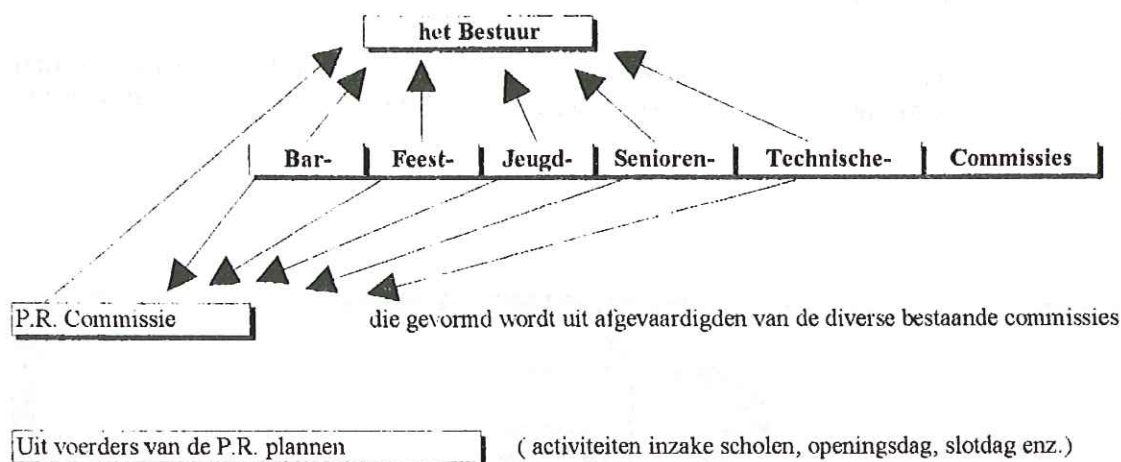 het Bestuur
Bar- Feest- Jeugd- Senioren- Technische- Commissies
P.R. Commissie die gevormd wordt uit afgevaardigden van de diverse bestaande commissies
Uit voerders van de P.R. plannen ( activiteiten inzake scholen, openingsdag, slotdag enz.)